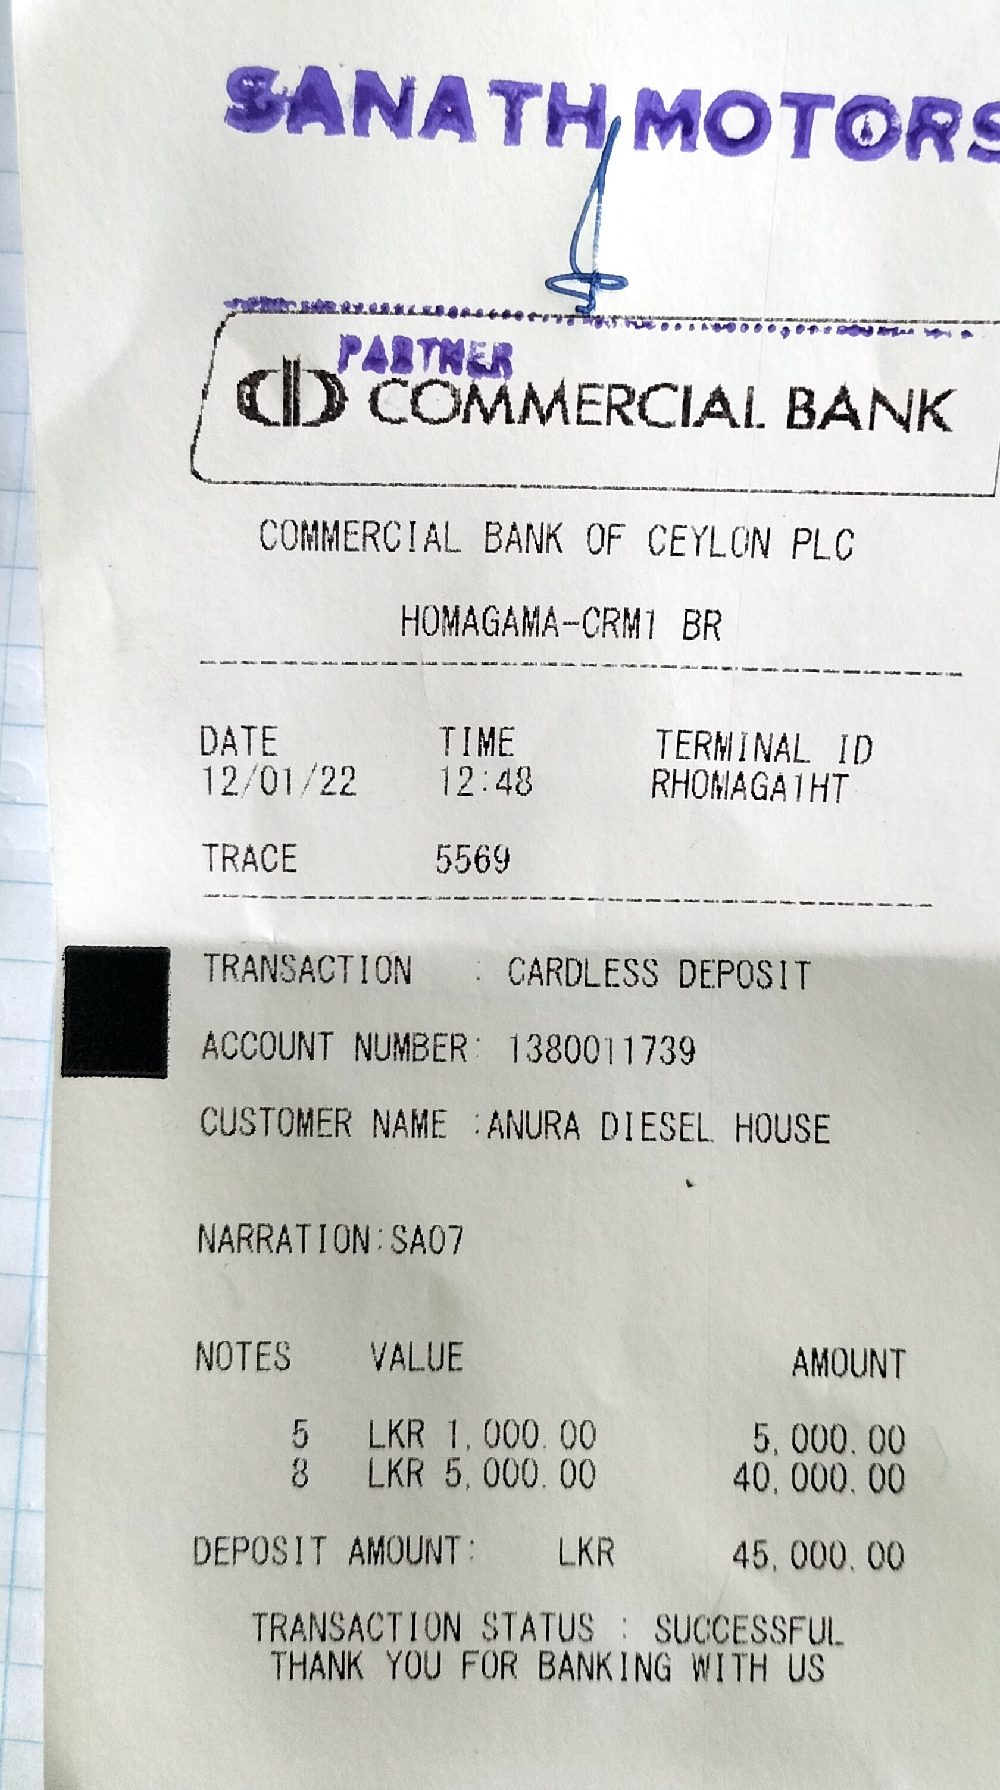 SANATH MOTORS
PARTNER
COMMERCIAL BANK
COMMERCIAL BANK OF CEYLON PLC
HOMAGAMA-CRM1 BR
DATE TIME TERMINAL ID
12/01/22 12:48 RHOMAGA1HT
TRACE 5569
TRANSACTION : CARDLESS DEPOSIT
ACCOUNT NUMBER: 1380011739
CUSTOMER NAME :ANURA DIESEL HOUSE
NARRATION:SA07
NOTES VALUE AMOUNT
5 LKR 1,000.00 5,000.00
8 LKR 5,000.00 40,000.00
DEPOSIT AMOUNT: LKR 45,000.00
TRANSACTION STATUS : SUCCESSFUL
THANK YOU FOR BANKING WITH US